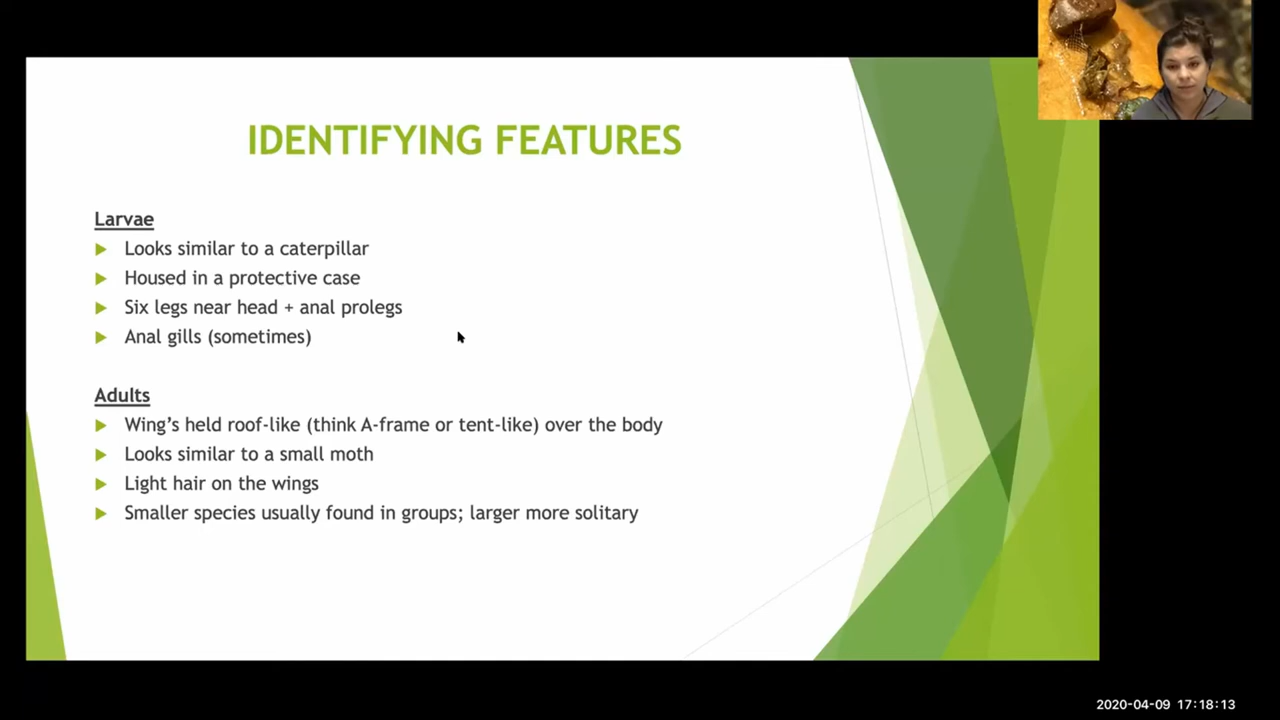 IDENTIFYING FEATURES
Larvae
Looks similar to a caterpillar
Housed in a protective case
Six legs near head + anal prolegs
Anal gills (sometimes)
Adults
Wing’s held roof-like (think A-frame or tent-like) over the body
Looks similar to a small moth
Light hair on the wings
Smaller species usually found in groups; larger more solitary
2020-04-09 17:18:13